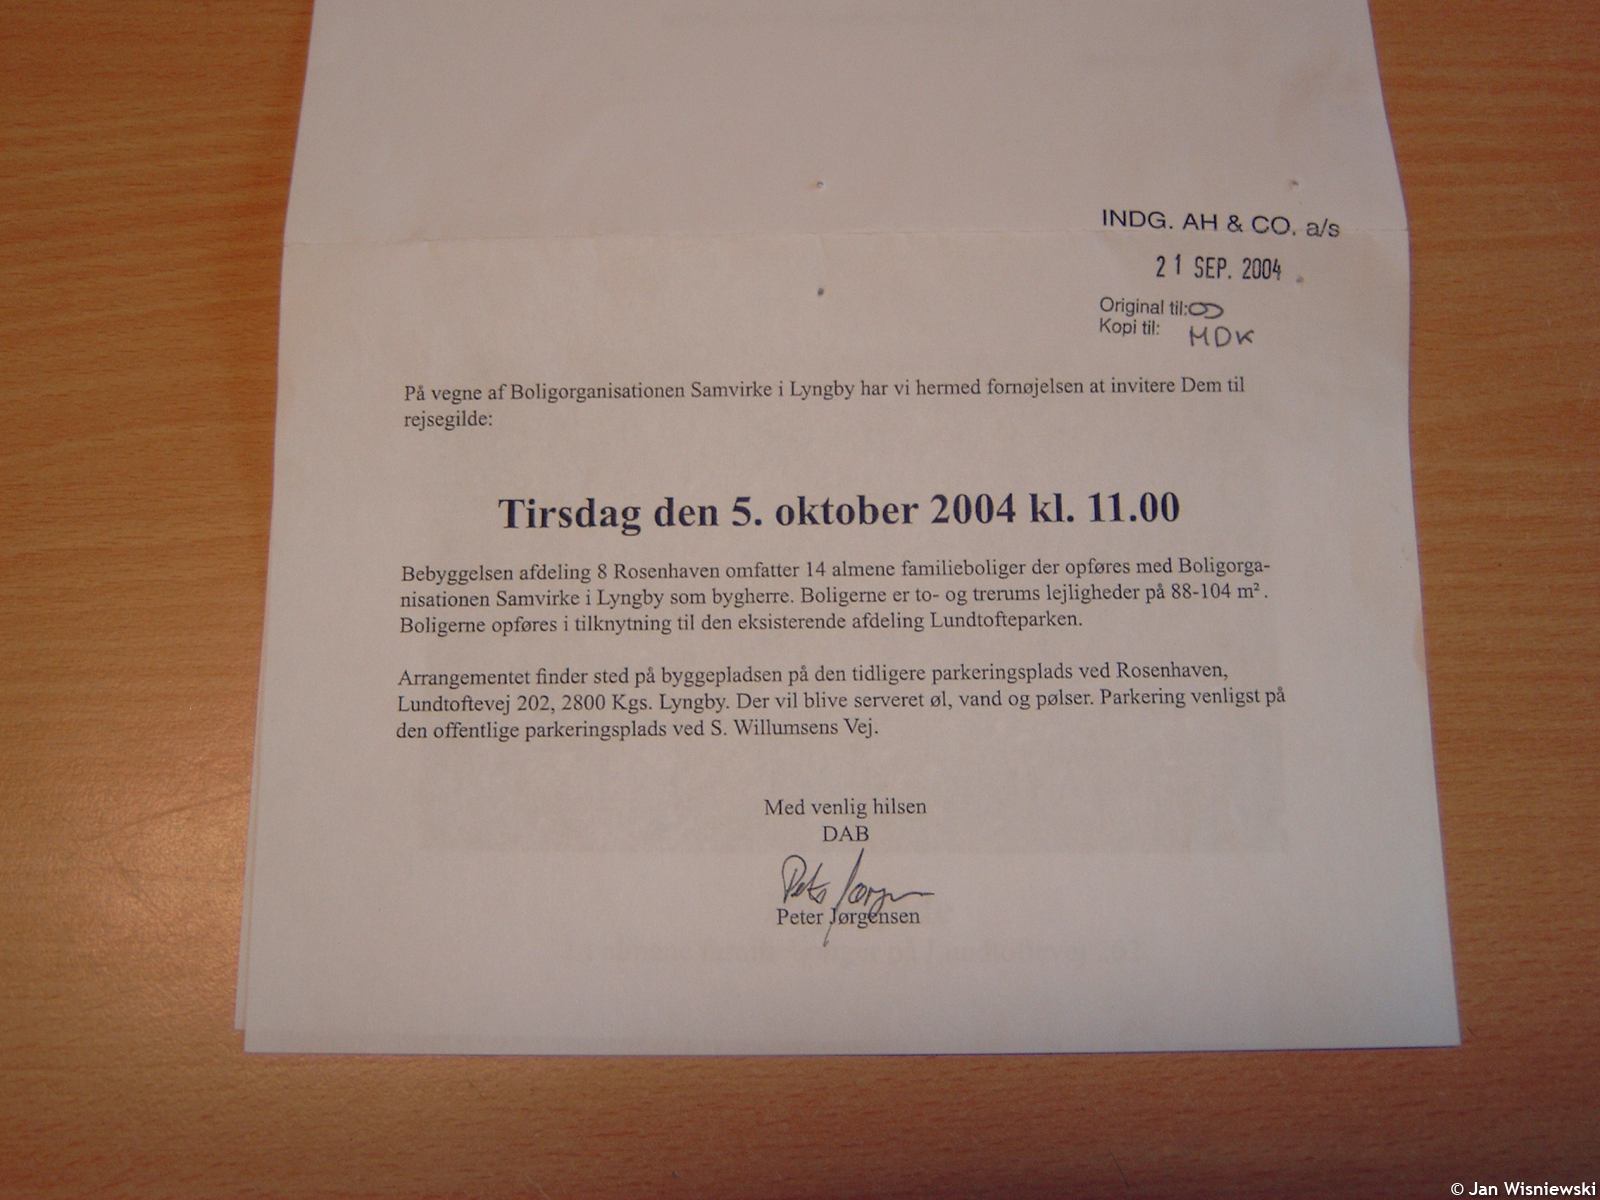 INDG. AH & CO. a/s
21 SEP. 2004
Original til:
Kopi til: MDK
På vegne af Boligorganisationen Samvirke i Lyngby har vi hermed fornøjelsen at invitere Dem til
rejsegilde:
Tirsdag den 5. oktober 2004 kl. 11.00
Bebyggelsen afdeling 8 Rosenhaven omfatter 14 almene familieboliger der opføres med Boligorga-
nisationen Samvirke i Lyngby som bygherre. Boligerne er to- og trerums lejligheder på 88-104 m².
Boligerne opføres i tilknytning til den eksisterende afdeling Lundtofteparken.
Arrangementet finder sted på byggepladsen på den tidligere parkeringsplads ved Rosenhaven,
Lundtoftevej 202, 2800 Kgs. Lyngby. Der vil blive serveret øl, vand og pølser. Parkering venligst på
den offentlige parkeringsplads ved S. Willumsens Vej.
Med venlig hilsen
DAB
Peter Jørgensen
© Jan Wisniewski